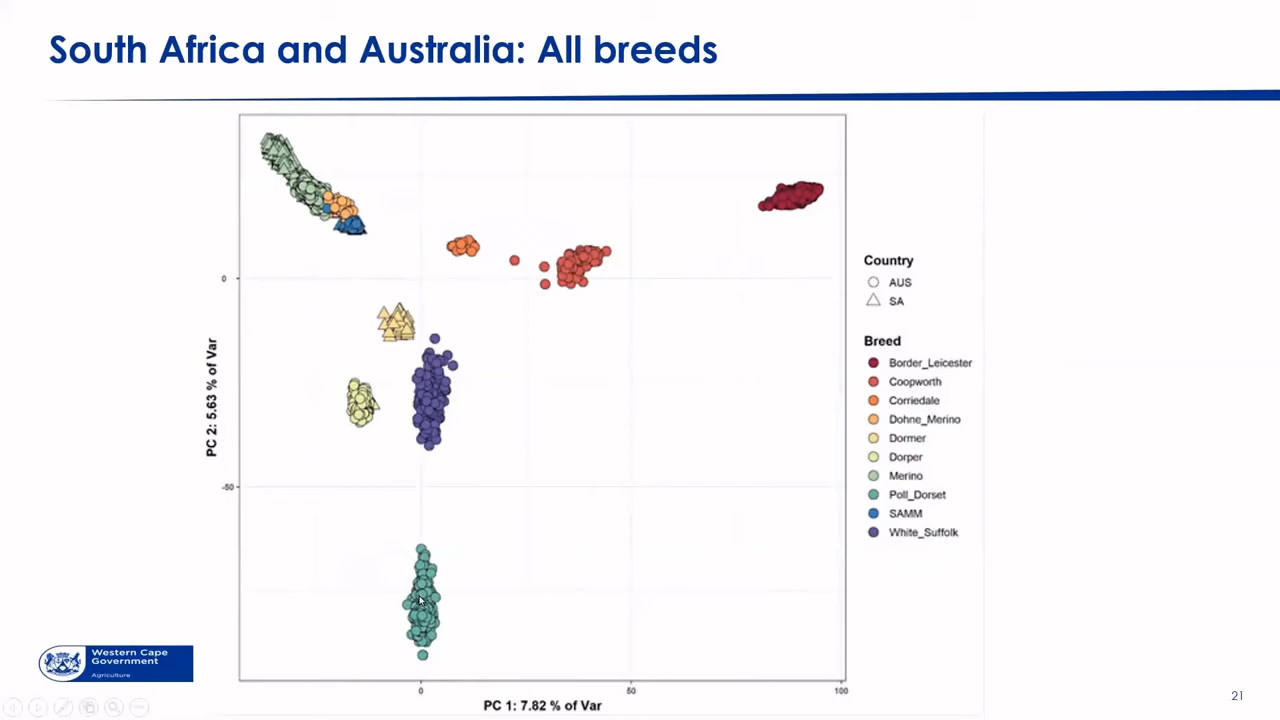 South Africa and Australia: All breeds
0
-50
PC 2: 5.63 % of Var
0
50
100
PC 1: 7.82 % of Var
Country
AUS
SA
Breed
Border_Leicester
Coopworth
Corriedale
Dohne_Merino
Dormer
Dorper
Merino
Poll_Dorset
SAMM
White_Suffolk
Western Cape
Government
Agriculture
21